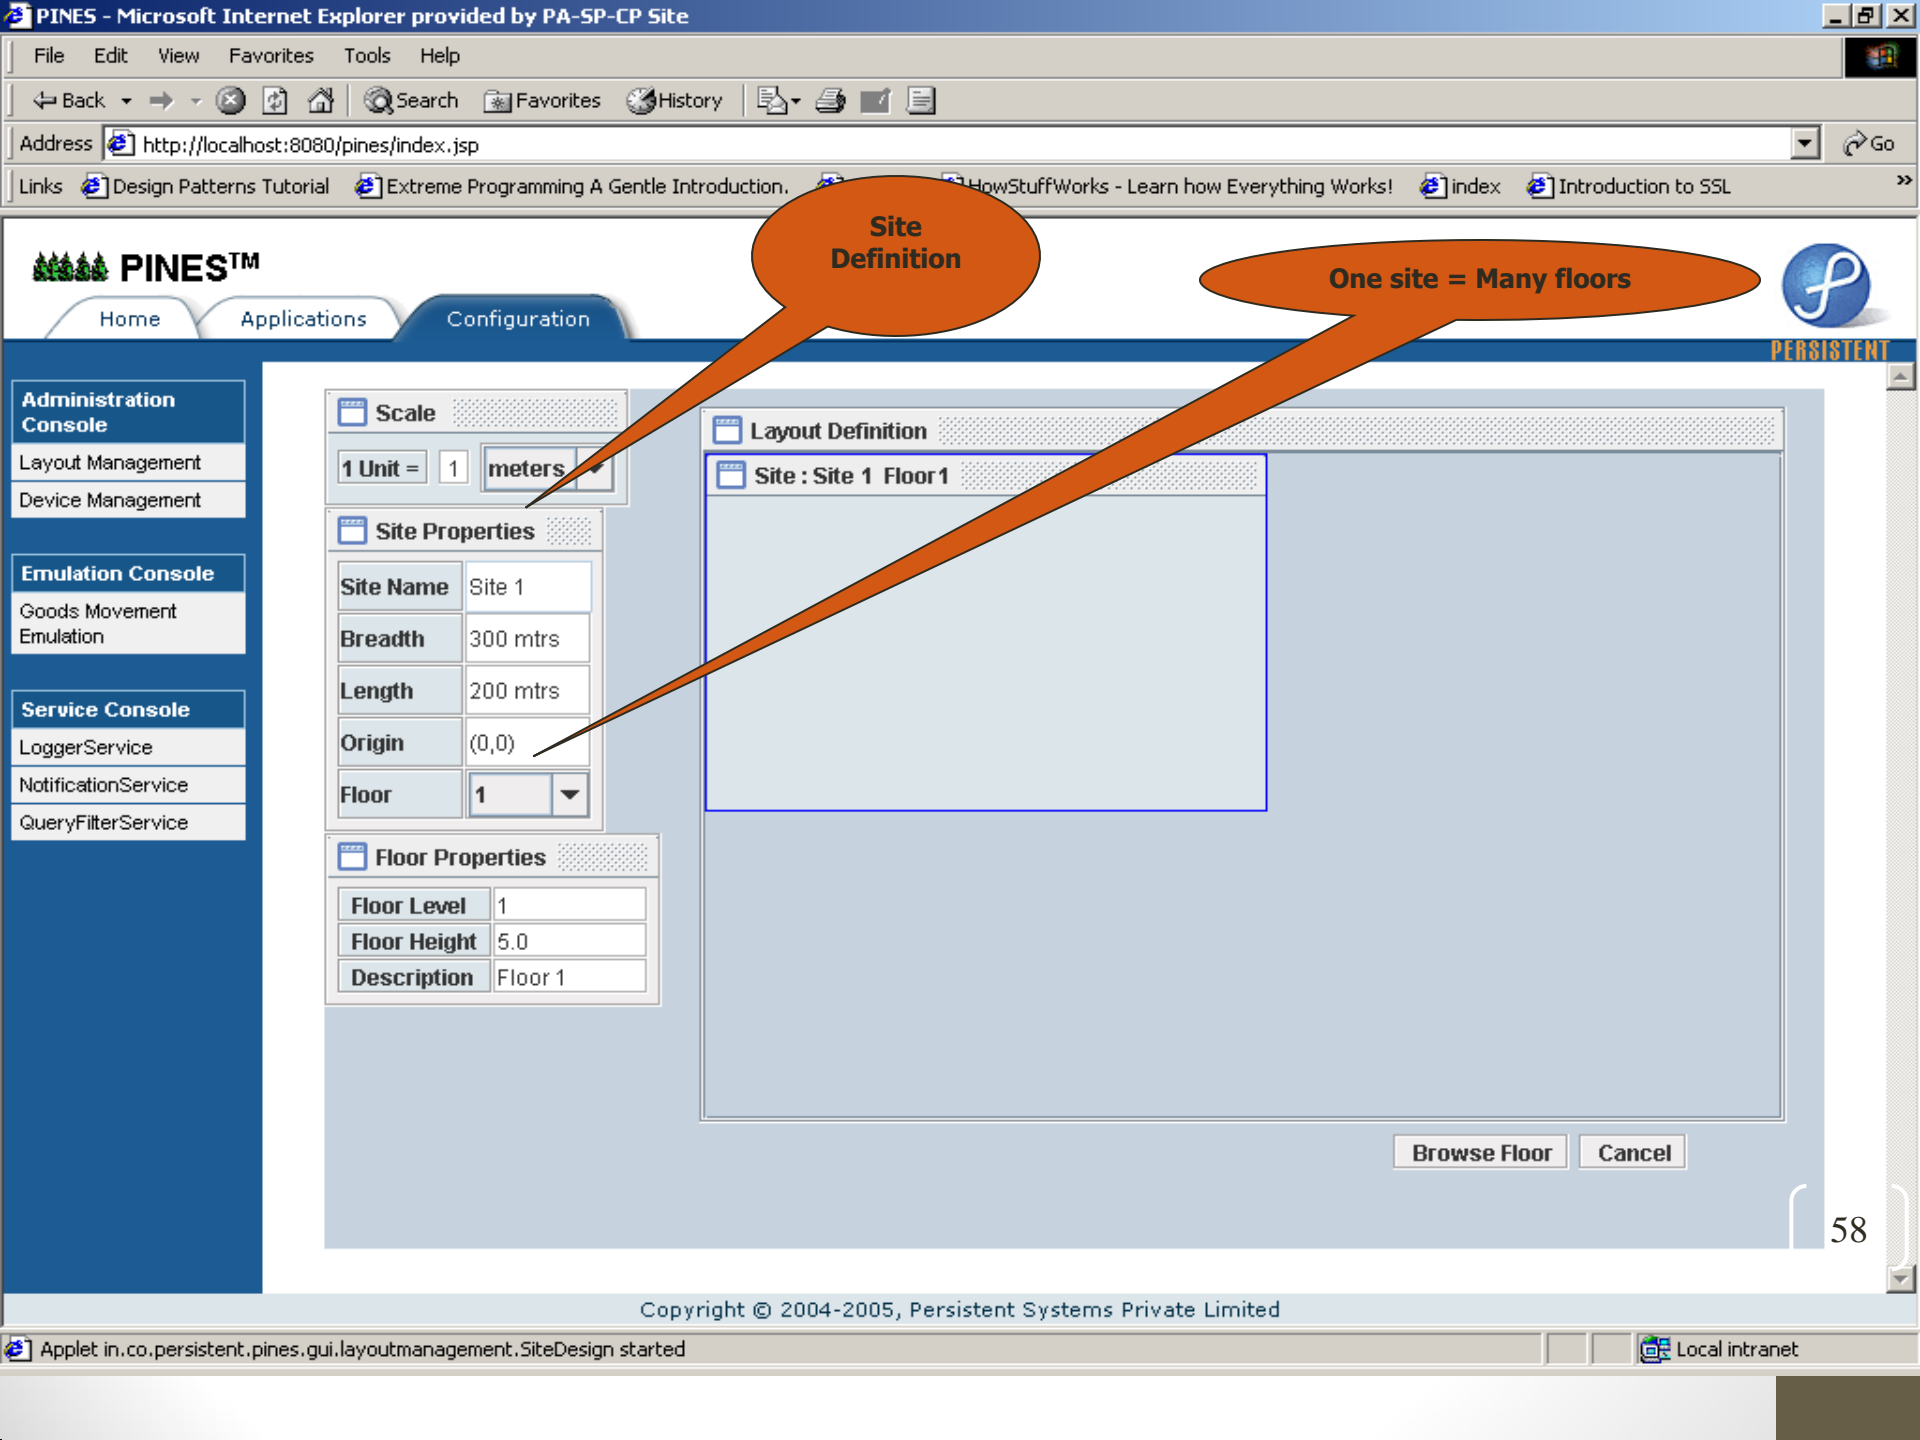 PINES - Microsoft Internet Explorer provided by PA-SP-CP Site
File Edit View Favorites Tools Help
Back Search Favorites History
Address http://localhost:8080/pines/index.jsp Go
Links Design Patterns Tutorial Extreme Programming A Gentle Introduction. HowStuffWorks - Learn how Everything Works! index Introduction to SSL »
Site
Definition
One site = Many floors
PINES™
Home Applications Configuration
PERSISTENT
Administration
Console
Layout Management
Device Management
Emulation Console
Goods Movement
Emulation
Service Console
LoggerService
NotificationService
QueryFilterService
Scale
1 Unit = 1 meters
Site Properties
Site Name Site 1
Breadth 300 mtrs
Length 200 mtrs
Origin (0,0)
Floor 1
Floor Properties
Floor Level 1
Floor Height 5.0
Description Floor 1
Layout Definition
Site : Site 1 Floor1
Browse Floor Cancel
58
Copyright © 2004-2005, Persistent Systems Private Limited
Applet in.co.persistent.pines.gui.layoutmanagement.SiteDesign started
Local intranet